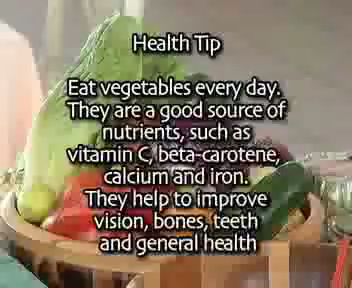 Health Tip
Eat vegetables every day.
They are a good source of
nutrients, such as
vitamin C, beta-carotene,
calcium and iron.
They help to improve
vision, bones, teeth
and general health